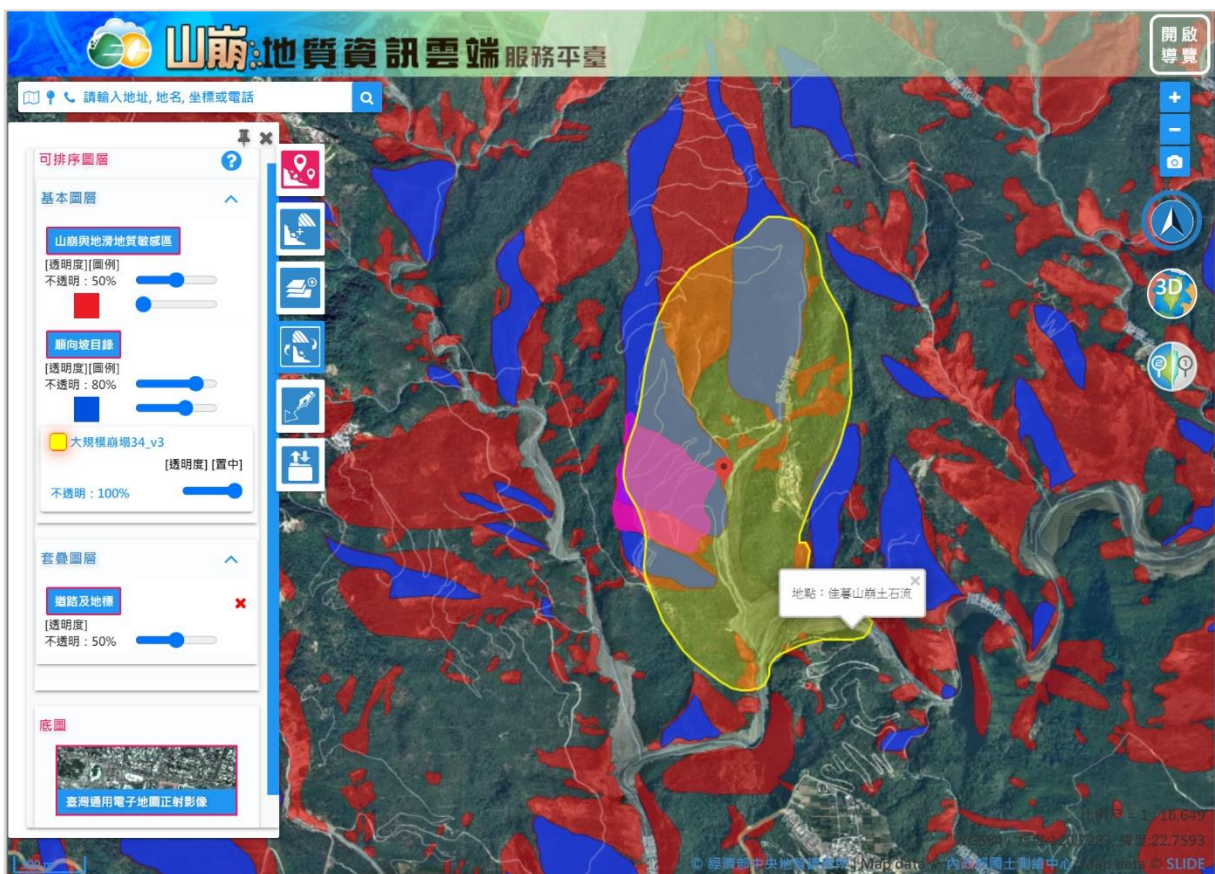 山崩地質資訊雲端服務平臺
開啟
導覽
請輸入地址, 地名, 坐標或電話
可排序圖層
?
基本圖層
山崩與地滑地質敏感區
[透明度][圖例]
不透明：50%
順向坡目錄
[透明度][圖例]
不透明：80%
大規模崩塌34_v3
[透明度] [置中]
不透明：100%
套疊圖層
道路及地標
[透明度]
不透明：50%
底圖
臺灣通用電子地圖正射影像
3D
地點：佳暮山崩土石流
16,649
22.7593
© 經濟部中央地質調查所 | Map data © 內政部國土測繪中心
© SLIDE